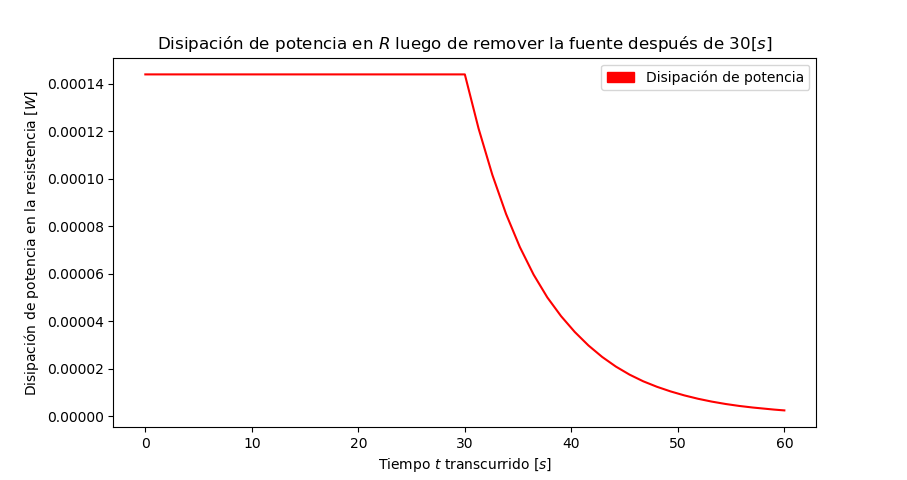 Disipación de potencia en R luego de remover la fuente después de 30[s]
Disipación de potencia
Disipación de potencia en la resistencia [W]
0.00014
0.00012
0.00010
0.00008
0.00006
0.00004
0.00002
0.00000
0 10 20 30 40 50 60
Tiempo t transcurrido [s]